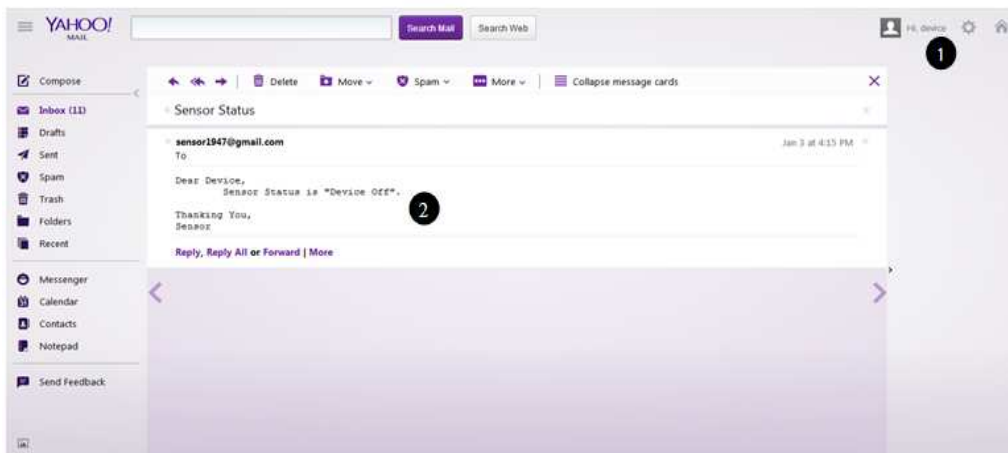 YAHOO!
MAIL
Search Mail Search Web
Hi, device
1
Compose
Inbox (11)
Drafts
Sent
Spam
Trash
Folders
Recent
Messenger
Calendar
Contacts
Notepad
Send Feedback
Delete Move Spam More Collapse message cards
Sensor Status
sensor1947@gmail.com Jan 3 at 4:15 PM
To
Dear Device,
Sensor Status is "Device Off".
2
Thanking You,
Sensor
Reply, Reply All or Forward | More